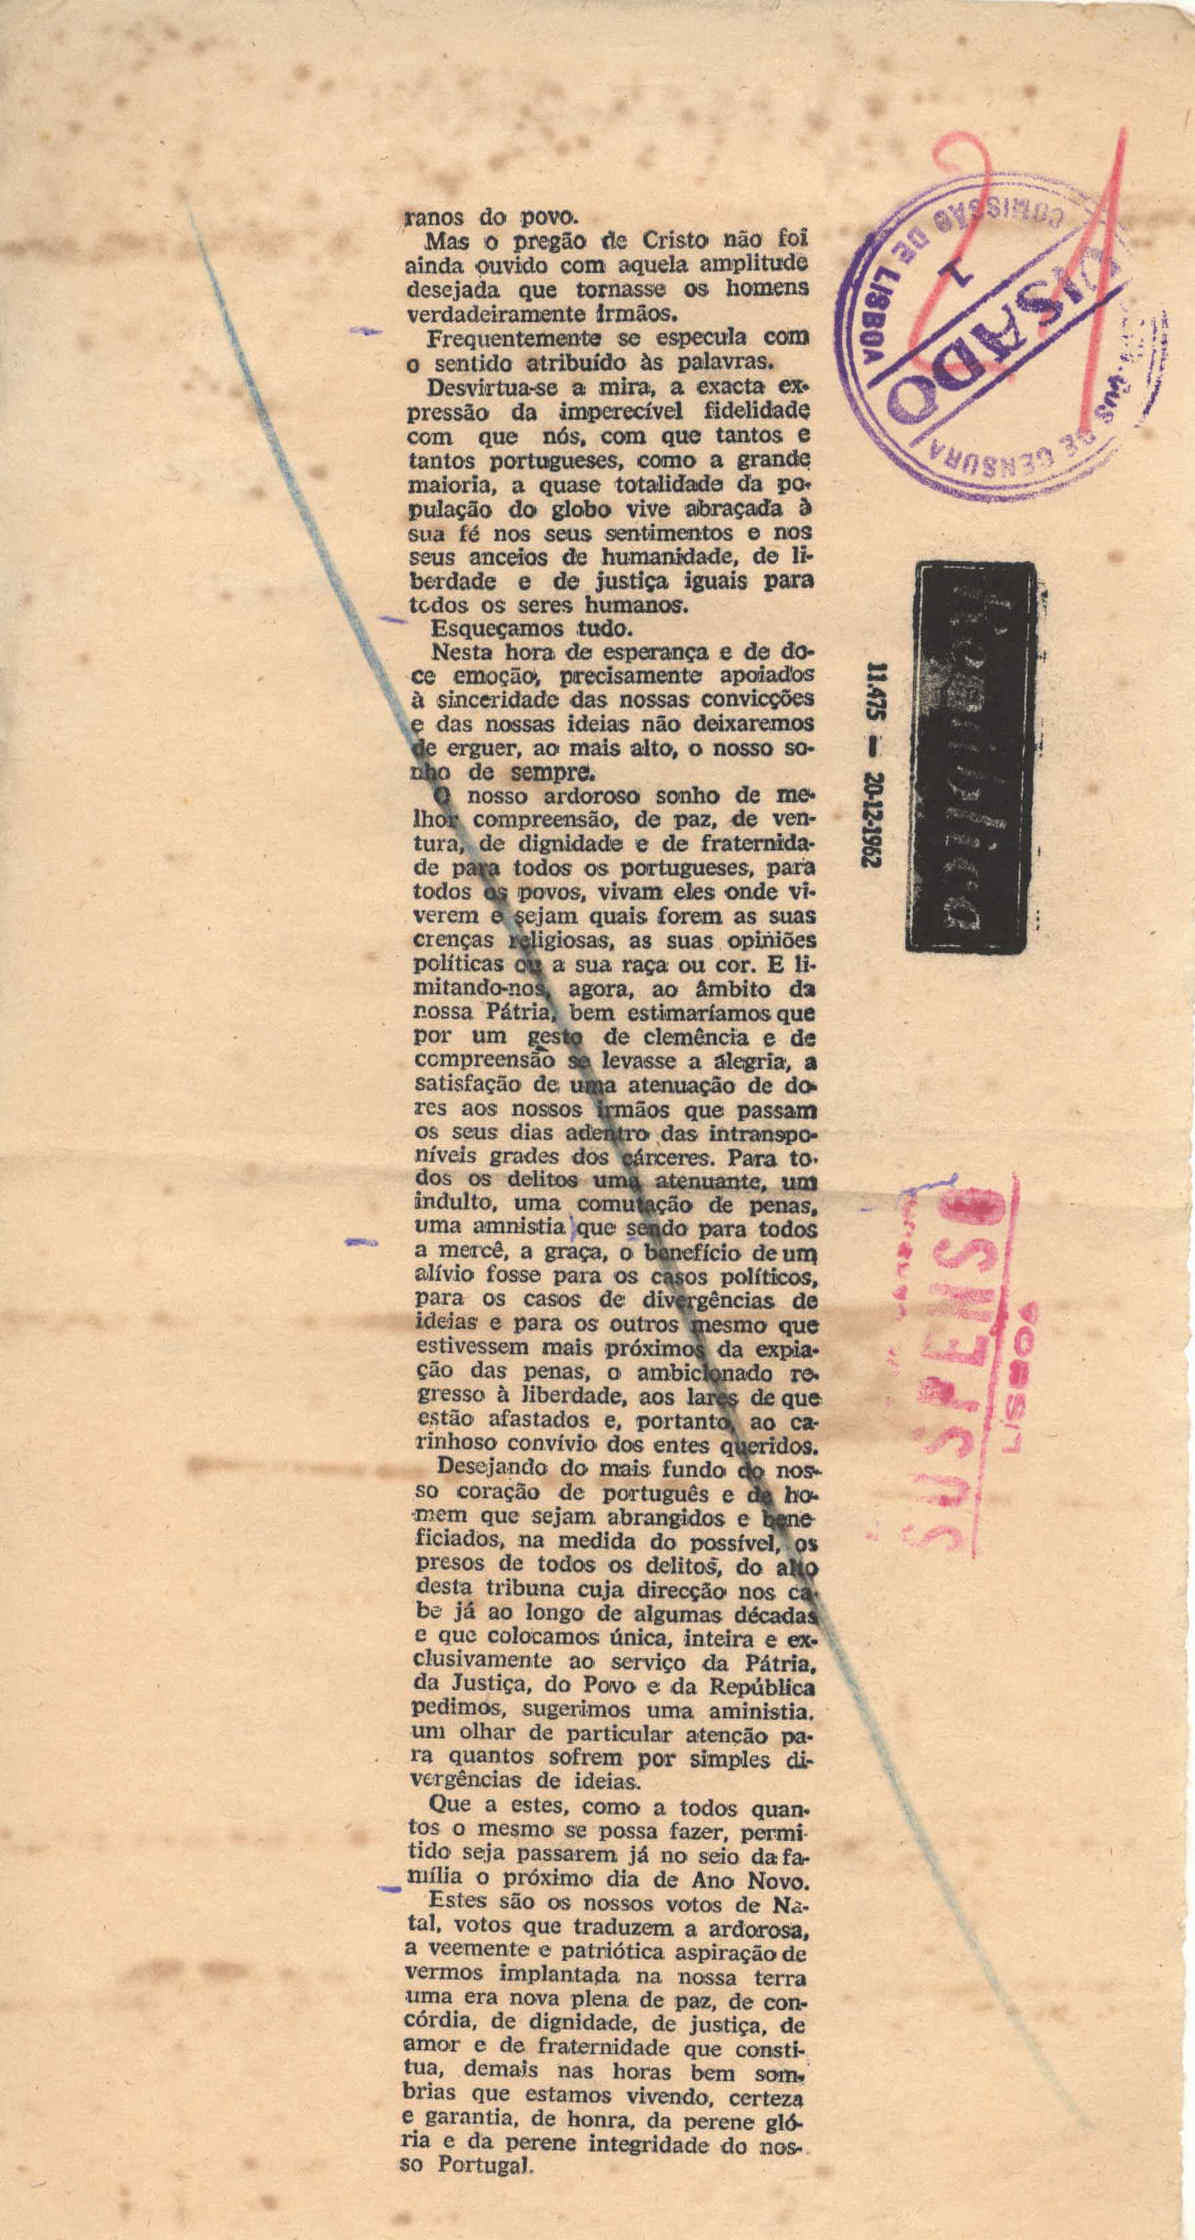 ranos do povo.
Mas o pregão de Cristo não foi
ainda ouvido com aquela amplitude
desejada que tornasse os homens
verdadeiramente irmãos.
Frequentemente se especula com
o sentido atribuído às palavras.
Desvirtua-se a mira, a exacta ex-
pressão da imperecível fidelidade
com que nós, com que tantos e
tantos portugueses, como a grande
maioria, a quase totalidade da po-
pulação do globo vive abraçada à
sua fé nos seus sentimentos e nos
seus anceios de humanidade, de li-
berdade e de justiça iguais para
todos os seres humanos.
Esqueçamos tudo.
Nesta hora de esperança e de do-
ce emoção, precisamente apoiados
à sinceridade das nossas convicções
e das nossas ideias não deixaremos
de erguer, ao mais alto, o nosso so-
nho de sempre.
O nosso ardoroso sonho de me-
lhor compreensão, de paz, de ven-
tura, de dignidade e de fraternida-
de para todos os portugueses, para
todos os povos, vivam eles onde vi-
verem e sejam quais forem as suas
crenças religiosas, as suas opiniões
políticas ou a sua raça ou cor. E li-
mitando-nos, agora, ao âmbito da
nossa Pátria, bem estimaríamos que
por um gesto de clemência e de
compreensão se levasse a alegria, a
satisfação de uma atenuação de do-
res aos nossos irmãos que passam
os seus dias adentro das intranspo-
níveis grades dos cárceres. Para to-
dos os delitos uma atenuante, um
indulto, uma comutação de penas,
uma amnistia que sendo para todos
a mercê, a graça, o benefício de um
alívio fosse para os casos políticos,
para os casos de divergências de
ideias e para os outros mesmo que
estivessem mais próximos da expia-
ção das penas, o ambicionado re-
gresso à liberdade, aos lares de que
estão afastados e, portanto, ao ca-
rinhoso convívio dos entes queridos.
Desejando do mais fundo do nos-
so coração de português e de ho-
mem que sejam abrangidos e bene
ficiados, na medida do possível, os
presos de todos os delitos, do alto
desta tribuna cuja direcção nos ca-
be já ao longo de algumas décadas
e que colocamos única, inteira e ex-
clusivamente ao serviço da Pátria,
da Justiça, do Povo e da República
pedimos, sugerimos uma aministia,
um olhar de particular atenção pa-
ra quantos sofrem por simples di-
vergências de ideias.
Que a estes, como a todos quan-
tos o mesmo se possa fazer, permi-
tido seja passarem já no seio da fa-
mília o próximo dia de Ano Novo.
Estes são os nossos votos de Na-
tal, votos que traduzem a ardorosa,
a veemente e patriótica aspiração de
vermos implantada na nossa terra
uma era nova plena de paz, de con-
córdia, de dignidade, de justiça, de
amor e de fraternidade que consti-
tua, demais nas horas bem som-
brias que estamos vivendo, certeza
e garantia, de honra, da perene gló-
ria e da perene integridade do nos-
so Portugal.
COMISSÃO DE LISBOA
1
VISADO
DE CENSURA
República
11.475 — 20-12-1962
SUSPENSO
LISBOA